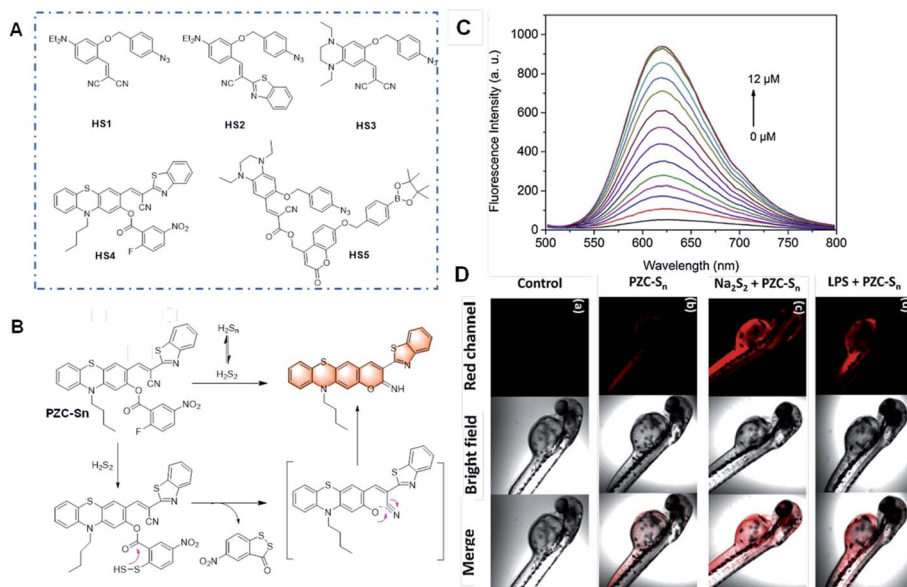 A
Et2N
O
N3
NC
CN
HS1
Et2N
O
N3
NC
S
N
HS2
N
N
O
N3
NC
CN
HS3
S
N
S
N
CN
O
O
NO2
F
HS4
N
N
O
N3
CN
O
O
O
O
O
B
O
O
HS5
B
S
N
S
N
CN
O
O
NO2
F
PZC-Sn
H2Sn
H2S2
S
N
S
N
O
NH
H2S2
S
N
S
N
CN
O
O
NO2
HS-S
O2N
S
S
O
S
N
S
N
O
N
C
Fluorescence Intensity (a. u.)
1000
800
600
400
200
0
12 μM
0 μM
500 550 600 650 700 750 800
Wavelength (nm)
D
Control
PZC-Sn
Na2S2 + PZC-Sn
LPS + PZC-Sn
Red channel
(a)
(b)
(c)
(d)
Bright field
Merge